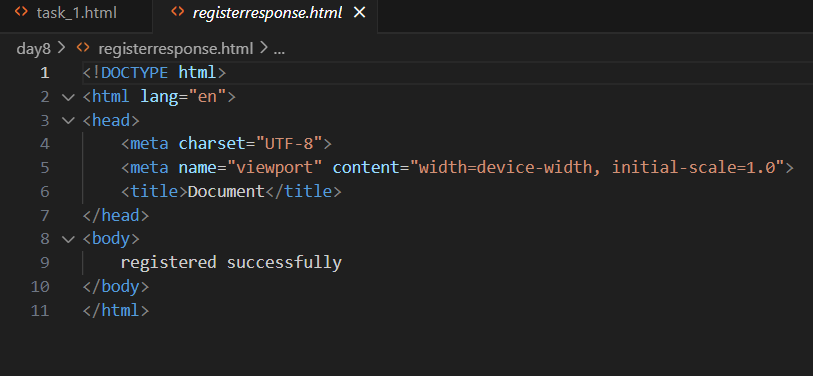 task_1.html registerresponse.html
day8 > registerresponse.html > ...
1 <!DOCTYPE html>
2 <html lang="en">
3 <head>
4 <meta charset="UTF-8">
5 <meta name="viewport" content="width=device-width, initial-scale=1.0">
6 <title>Document</title>
7 </head>
8 <body>
9 registered successfully
10 </body>
11 </html>